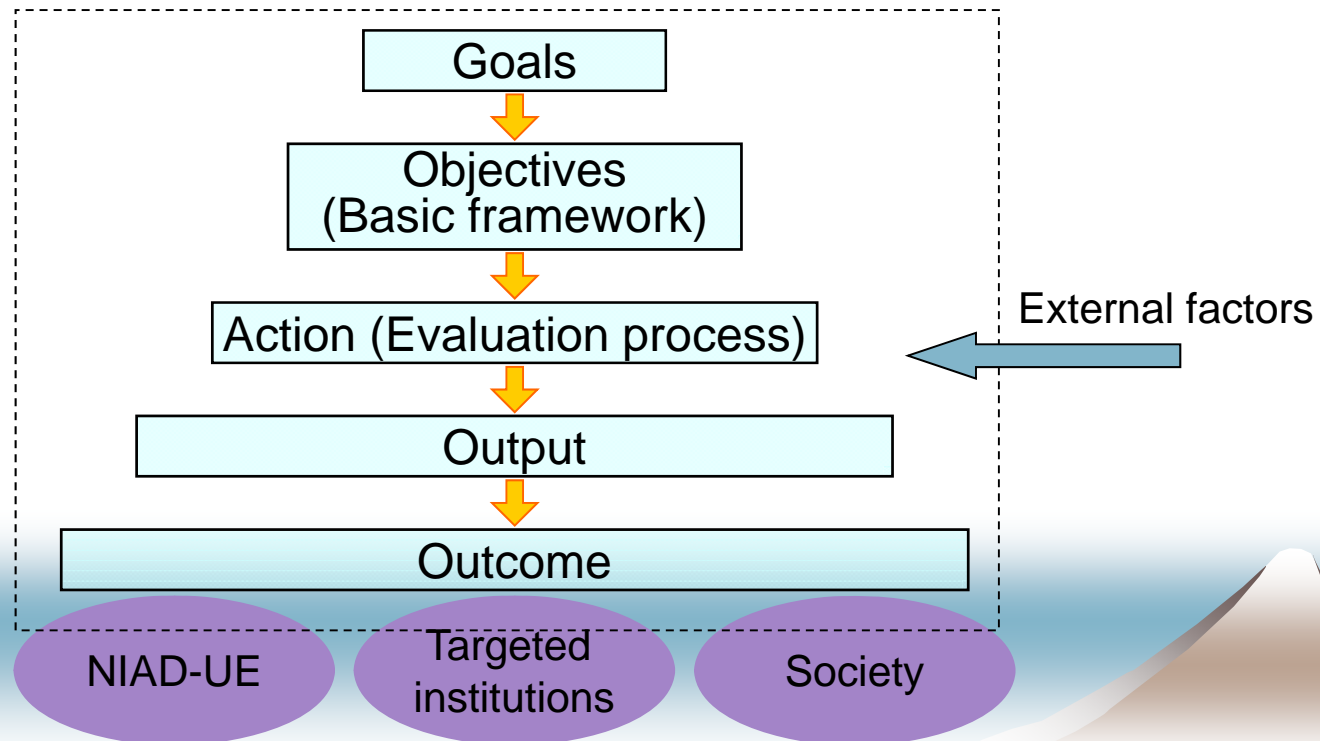 Goals
Objectives
(Basic framework)
Action (Evaluation process)
External factors
Output
Outcome
NIAD-UE
Targeted
institutions
Society